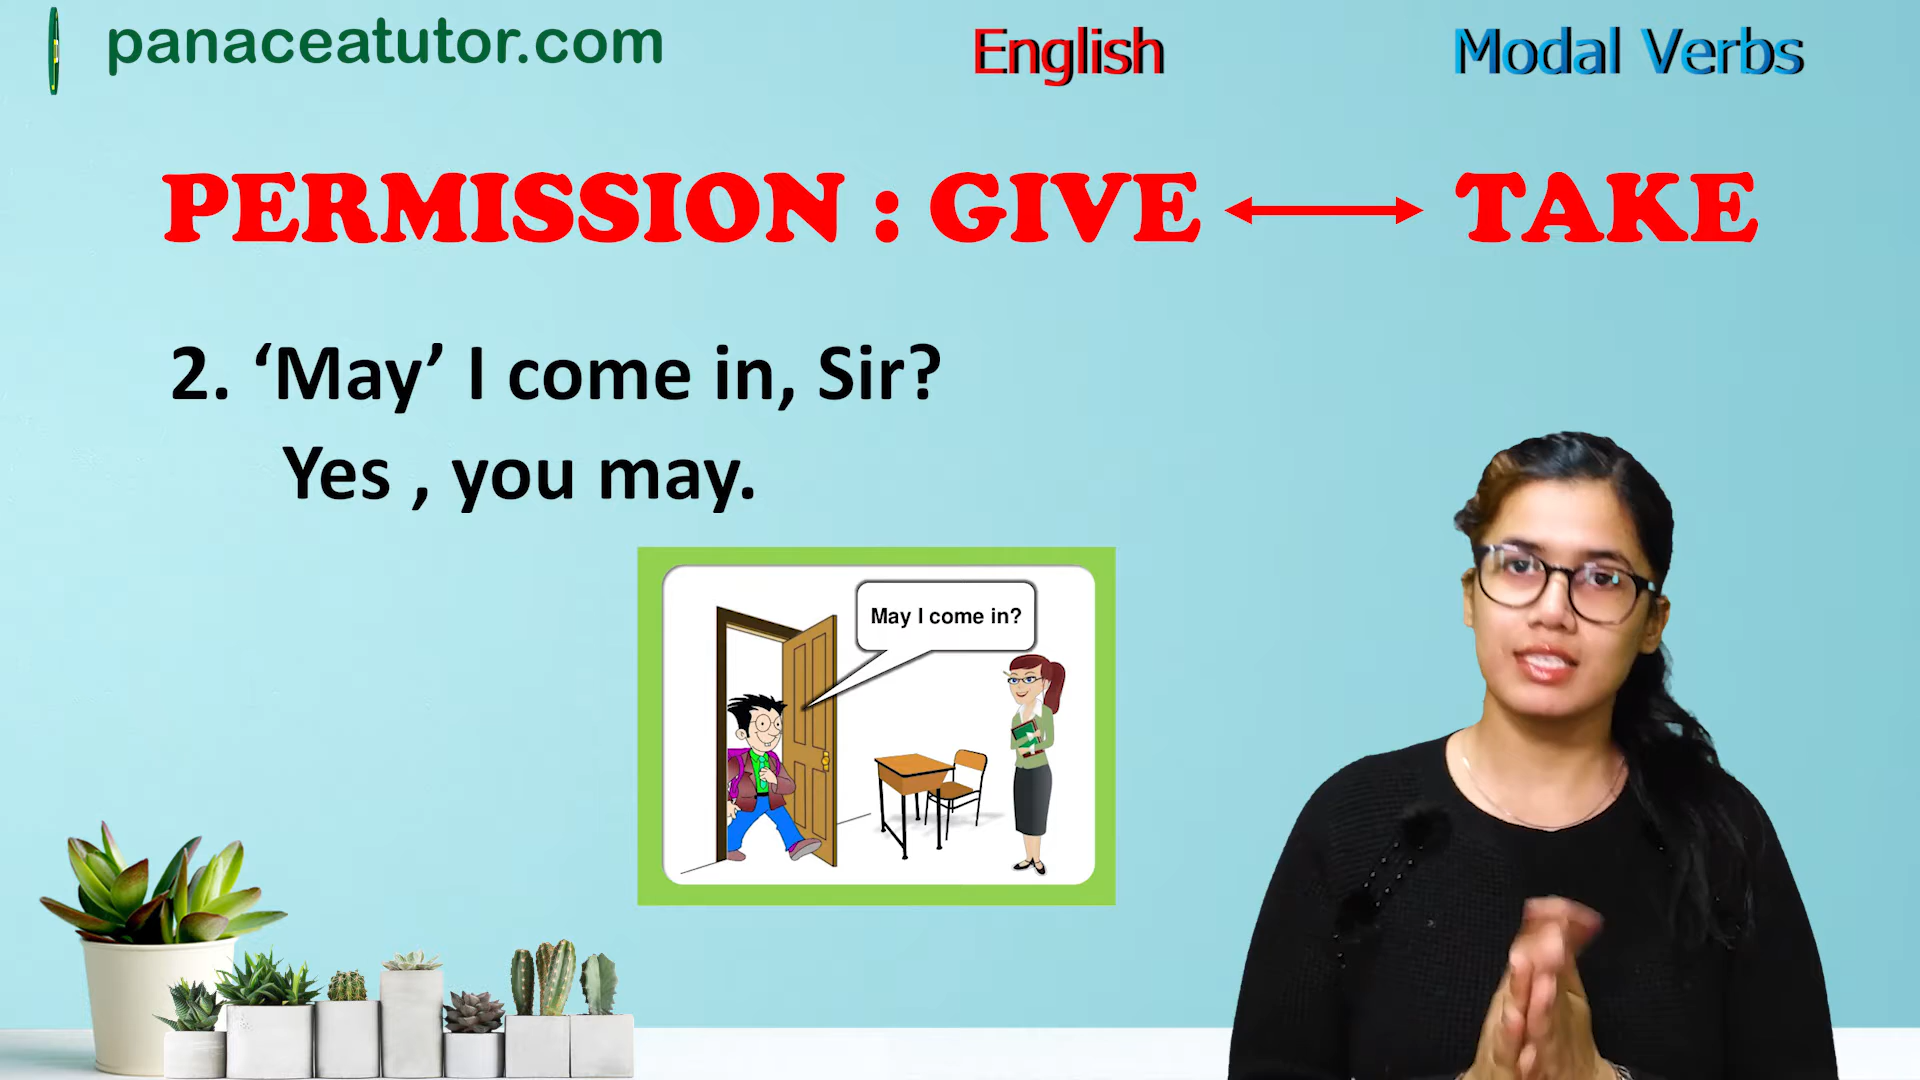 panaceatutor.com
English
Modal Verbs
PERMISSION : GIVE TAKE
2. ‘May’ I come in, Sir?
Yes , you may.
May I come in?